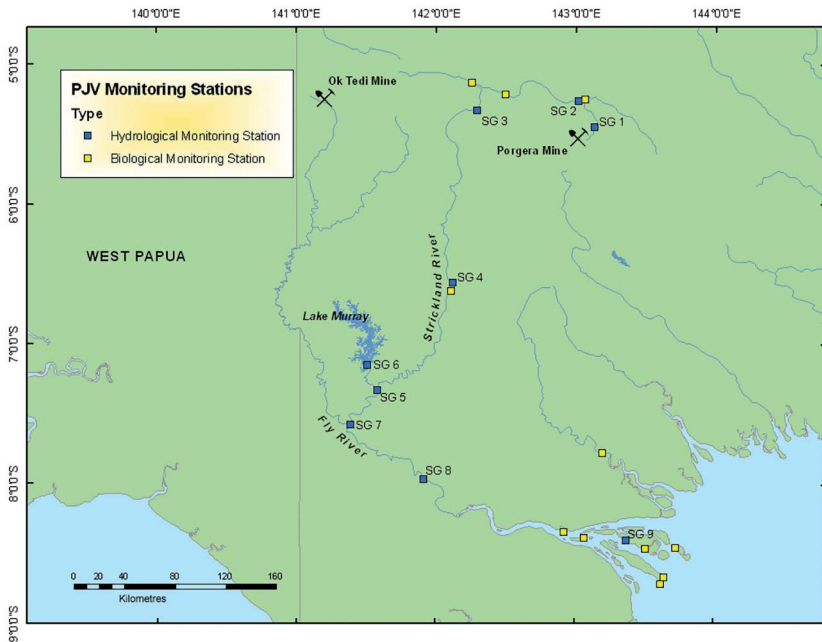 140°0'0"E
141°0'0"E
142°0'0"E
143°0'0"E
144°0'0"E
5°0'0"S
6°0'0"S
7°0'0"S
8°0'0"S
9°0'0"S
PJV Monitoring Stations
Type
Hydrological Monitoring Station
Biological Monitoring Station
Ok Tedi Mine
SG 3
SG 2
SG 1
Porgera Mine
WEST PAPUA
Strickland River
SG 4
Lake Murray
SG 6
SG 5
SG 7
Fly River
SG 8
SG 9
0 20 40 80 120 160
Kilometres